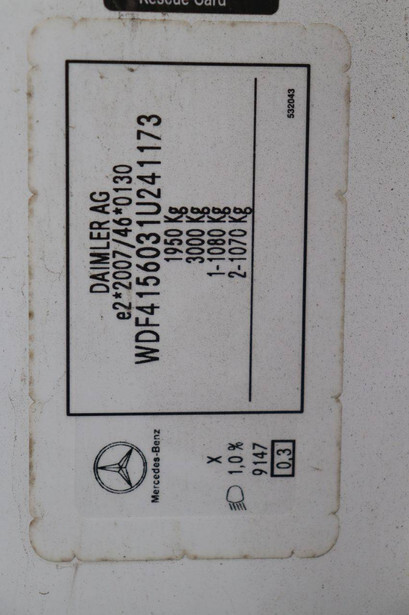 Rescue Card
DAIMLER AG
e2*2007/46*0130
WDF4156031U241173
1950 Kg
3000 Kg
1-1080 Kg
2-1070 Kg
532043
Mercedes-Benz
X
1,0 %
9147
0,3